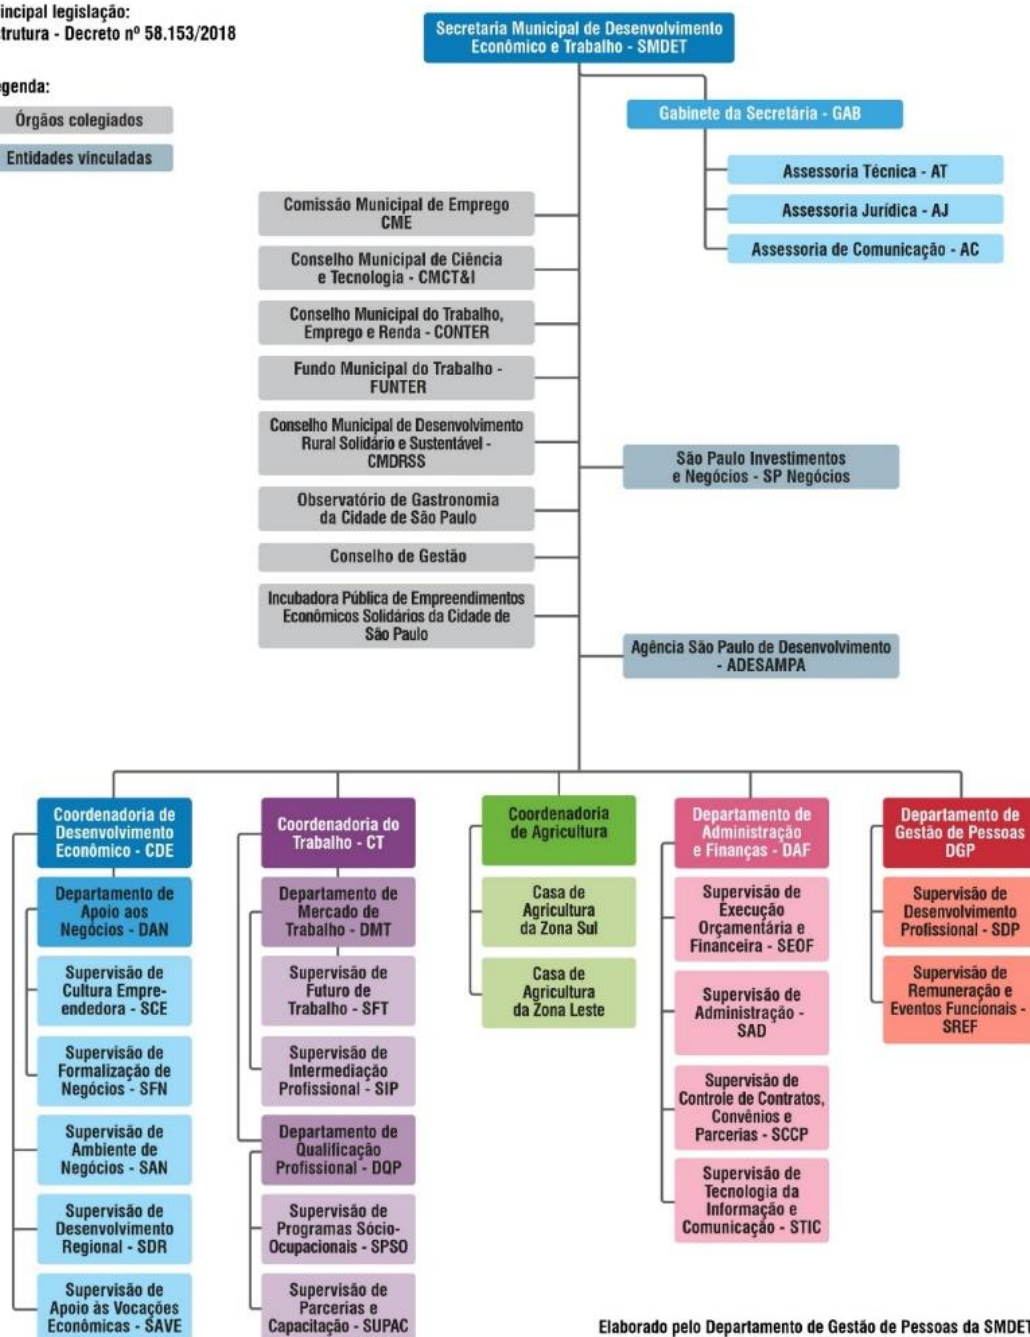 incipal legislação:
strutura - Decreto nº 58.153/2018
egenda:
Órgãos colegiados
Entidades vinculadas
Secretaria Municipal de Desenvolvimento
Econômico e Trabalho - SMDET
Gabinete da Secretária - GAB
Assessoria Técnica - AT
Assessoria Jurídica - AJ
Assessoria de Comunicação - AC
Comissão Municipal de Emprego
CME
Conselho Municipal de Ciência
e Tecnologia - CMCT&I
Conselho Municipal do Trabalho,
Emprego e Renda - CONTER
Fundo Municipal do Trabalho -
FUNTER
Conselho Municipal de Desenvolvimento
Rural Solidário e Sustentável -
CMDRSS
Observatório de Gastronomia
da Cidade de São Paulo
Conselho de Gestão
Incubadora Pública de Empreendimentos
Econômicos Solidários da Cidade de
São Paulo
São Paulo Investimentos
e Negócios - SP Negócios
Agência São Paulo de Desenvolvimento
- ADESAMPA
Coordenadoria de
Desenvolvimento
Econômico - CDE
Departamento de
Apoio aos
Negócios - DAN
Supervisão de
Cultura Empre-
endedora - SCE
Supervisão de
Formalização de
Negócios - SFN
Supervisão de
Ambiente de
Negócios - SAN
Supervisão de
Desenvolvimento
Regional - SDR
Supervisão de
Apoio às Vocações
Econômicas - SAVE
Coordenadoria do
Trabalho - CT
Departamento de
Mercado de
Trabalho - DMT
Supervisão de
Futuro de
Trabalho - SFT
Supervisão de
Intermediação
Profissional - SIP
Departamento de
Qualificação
Profissional - DQP
Supervisão de
Programas Sócio-
Ocupacionais - SPSO
Supervisão de
Parcerias e
Capacitação - SUPAC
Coordenadoria
de Agricultura
Casa de
Agricultura
da Zona Sul
Casa de
Agricultura
da Zona Leste
Departamento de
Administração
e Finanças - DAF
Supervisão de
Execução
Orçamentária e
Financeira - SEOF
Supervisão de
Administração -
SAD
Supervisão de
Controle de Contratos,
Convênios e
Parcerias - SCCP
Supervisão de
Tecnologia da
Informação e
Comunicação - STIC
Departamento de
Gestão de Pessoas
DGP
Supervisão de
Desenvolvimento
Profissional - SDP
Supervisão de
Remuneração e
Eventos Funcionais -
SREF
Elaborado pelo Departamento de Gestão de Pessoas da SMDET